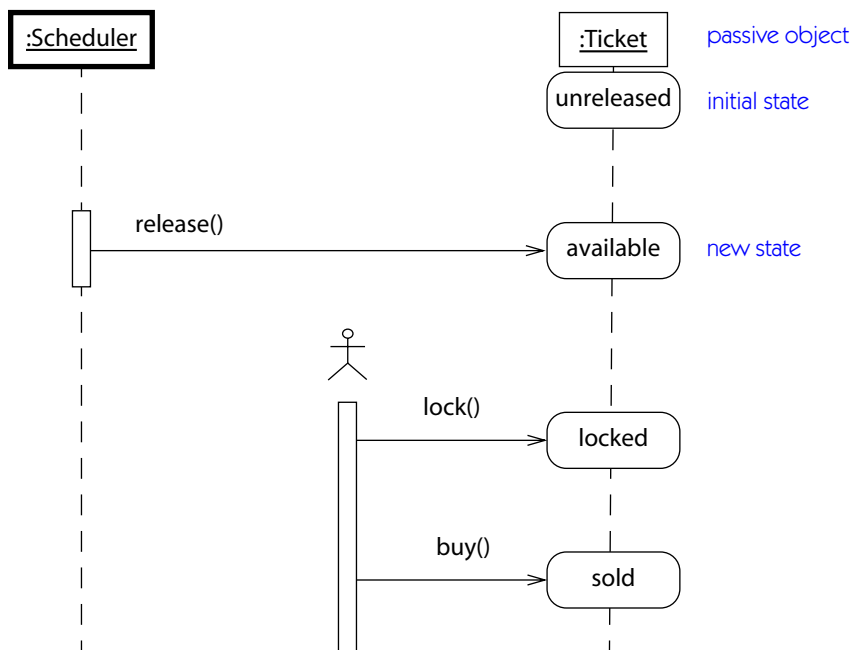 :Scheduler
:Ticket
passive object
unreleased
initial state
release()
available
new state
lock()
locked
buy()
sold